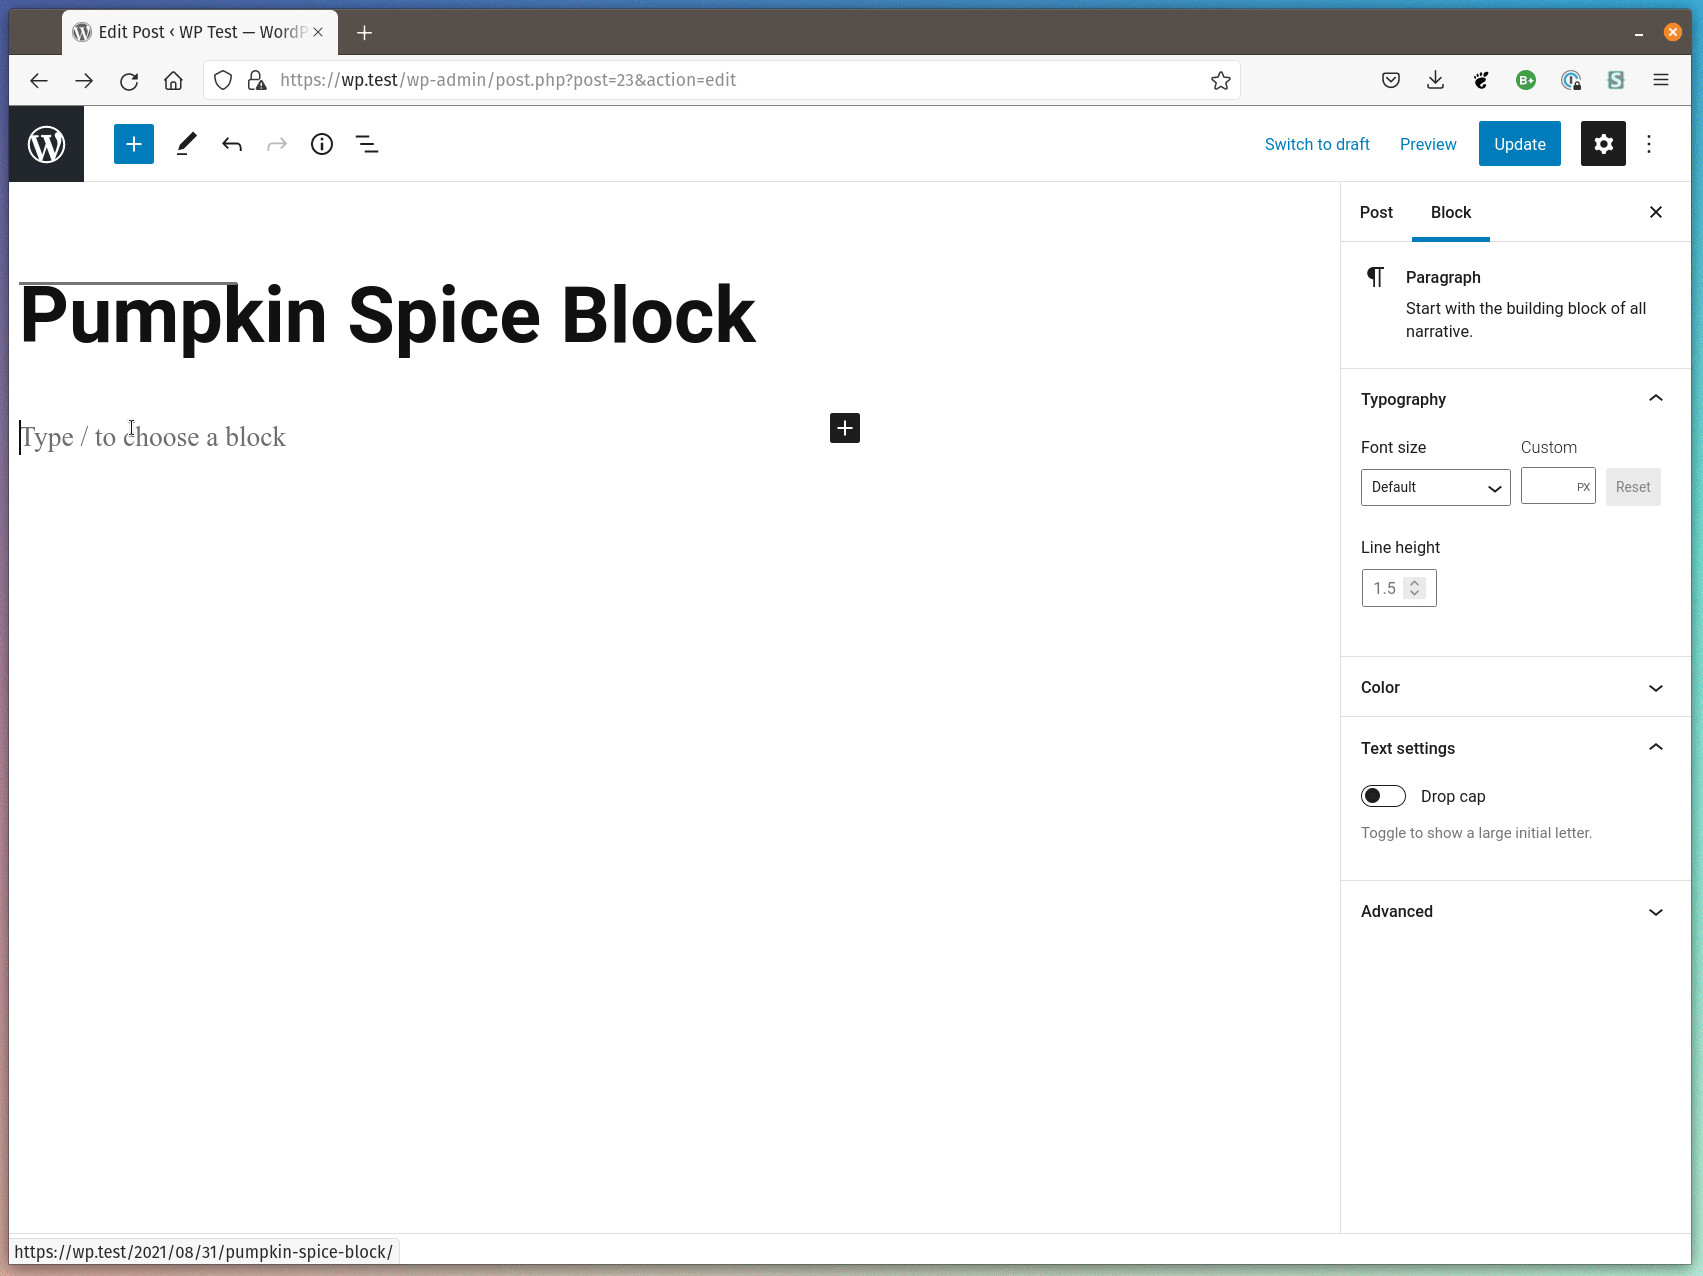 Edit Post ‹ WP Test — WordP
https://wp.test/wp-admin/post.php?post=23&action=edit
B+
S
W
Switch to draft
Preview
Update
Post
Block
Pumpkin Spice Block
Type / to choose a block
Paragraph
Start with the building block of all
narrative.
Typography
Font size
Custom
Default
PX
Reset
Line height
1.5
Color
Text settings
Drop cap
Toggle to show a large initial letter.
Advanced
https://wp.test/2021/08/31/pumpkin-spice-block/